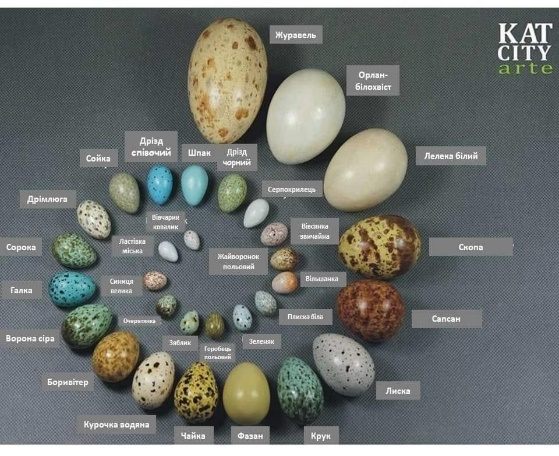 KAT
CITY
arte
Журавель
Орлан-
білохвіст
Лелека білий
Скопа
Сапсан
Лиска
Крук
Фазан
Чайка
Курочка водяна
Боривітер
Ворона сіра
Галка
Сорока
Дрімлюга
Сойка
Дрізд
співочий
Шпак
Дрізд
чорний
Серпокрилець
Вівсянка
звичайна
Жайворонок
польовий
Вільшанка
Плиска біла
Зеленяк
Горобець
польовий
Зяблик
Очеретянка
Синиця
велика
Ластівка
міська
Вівчарик
ковалик